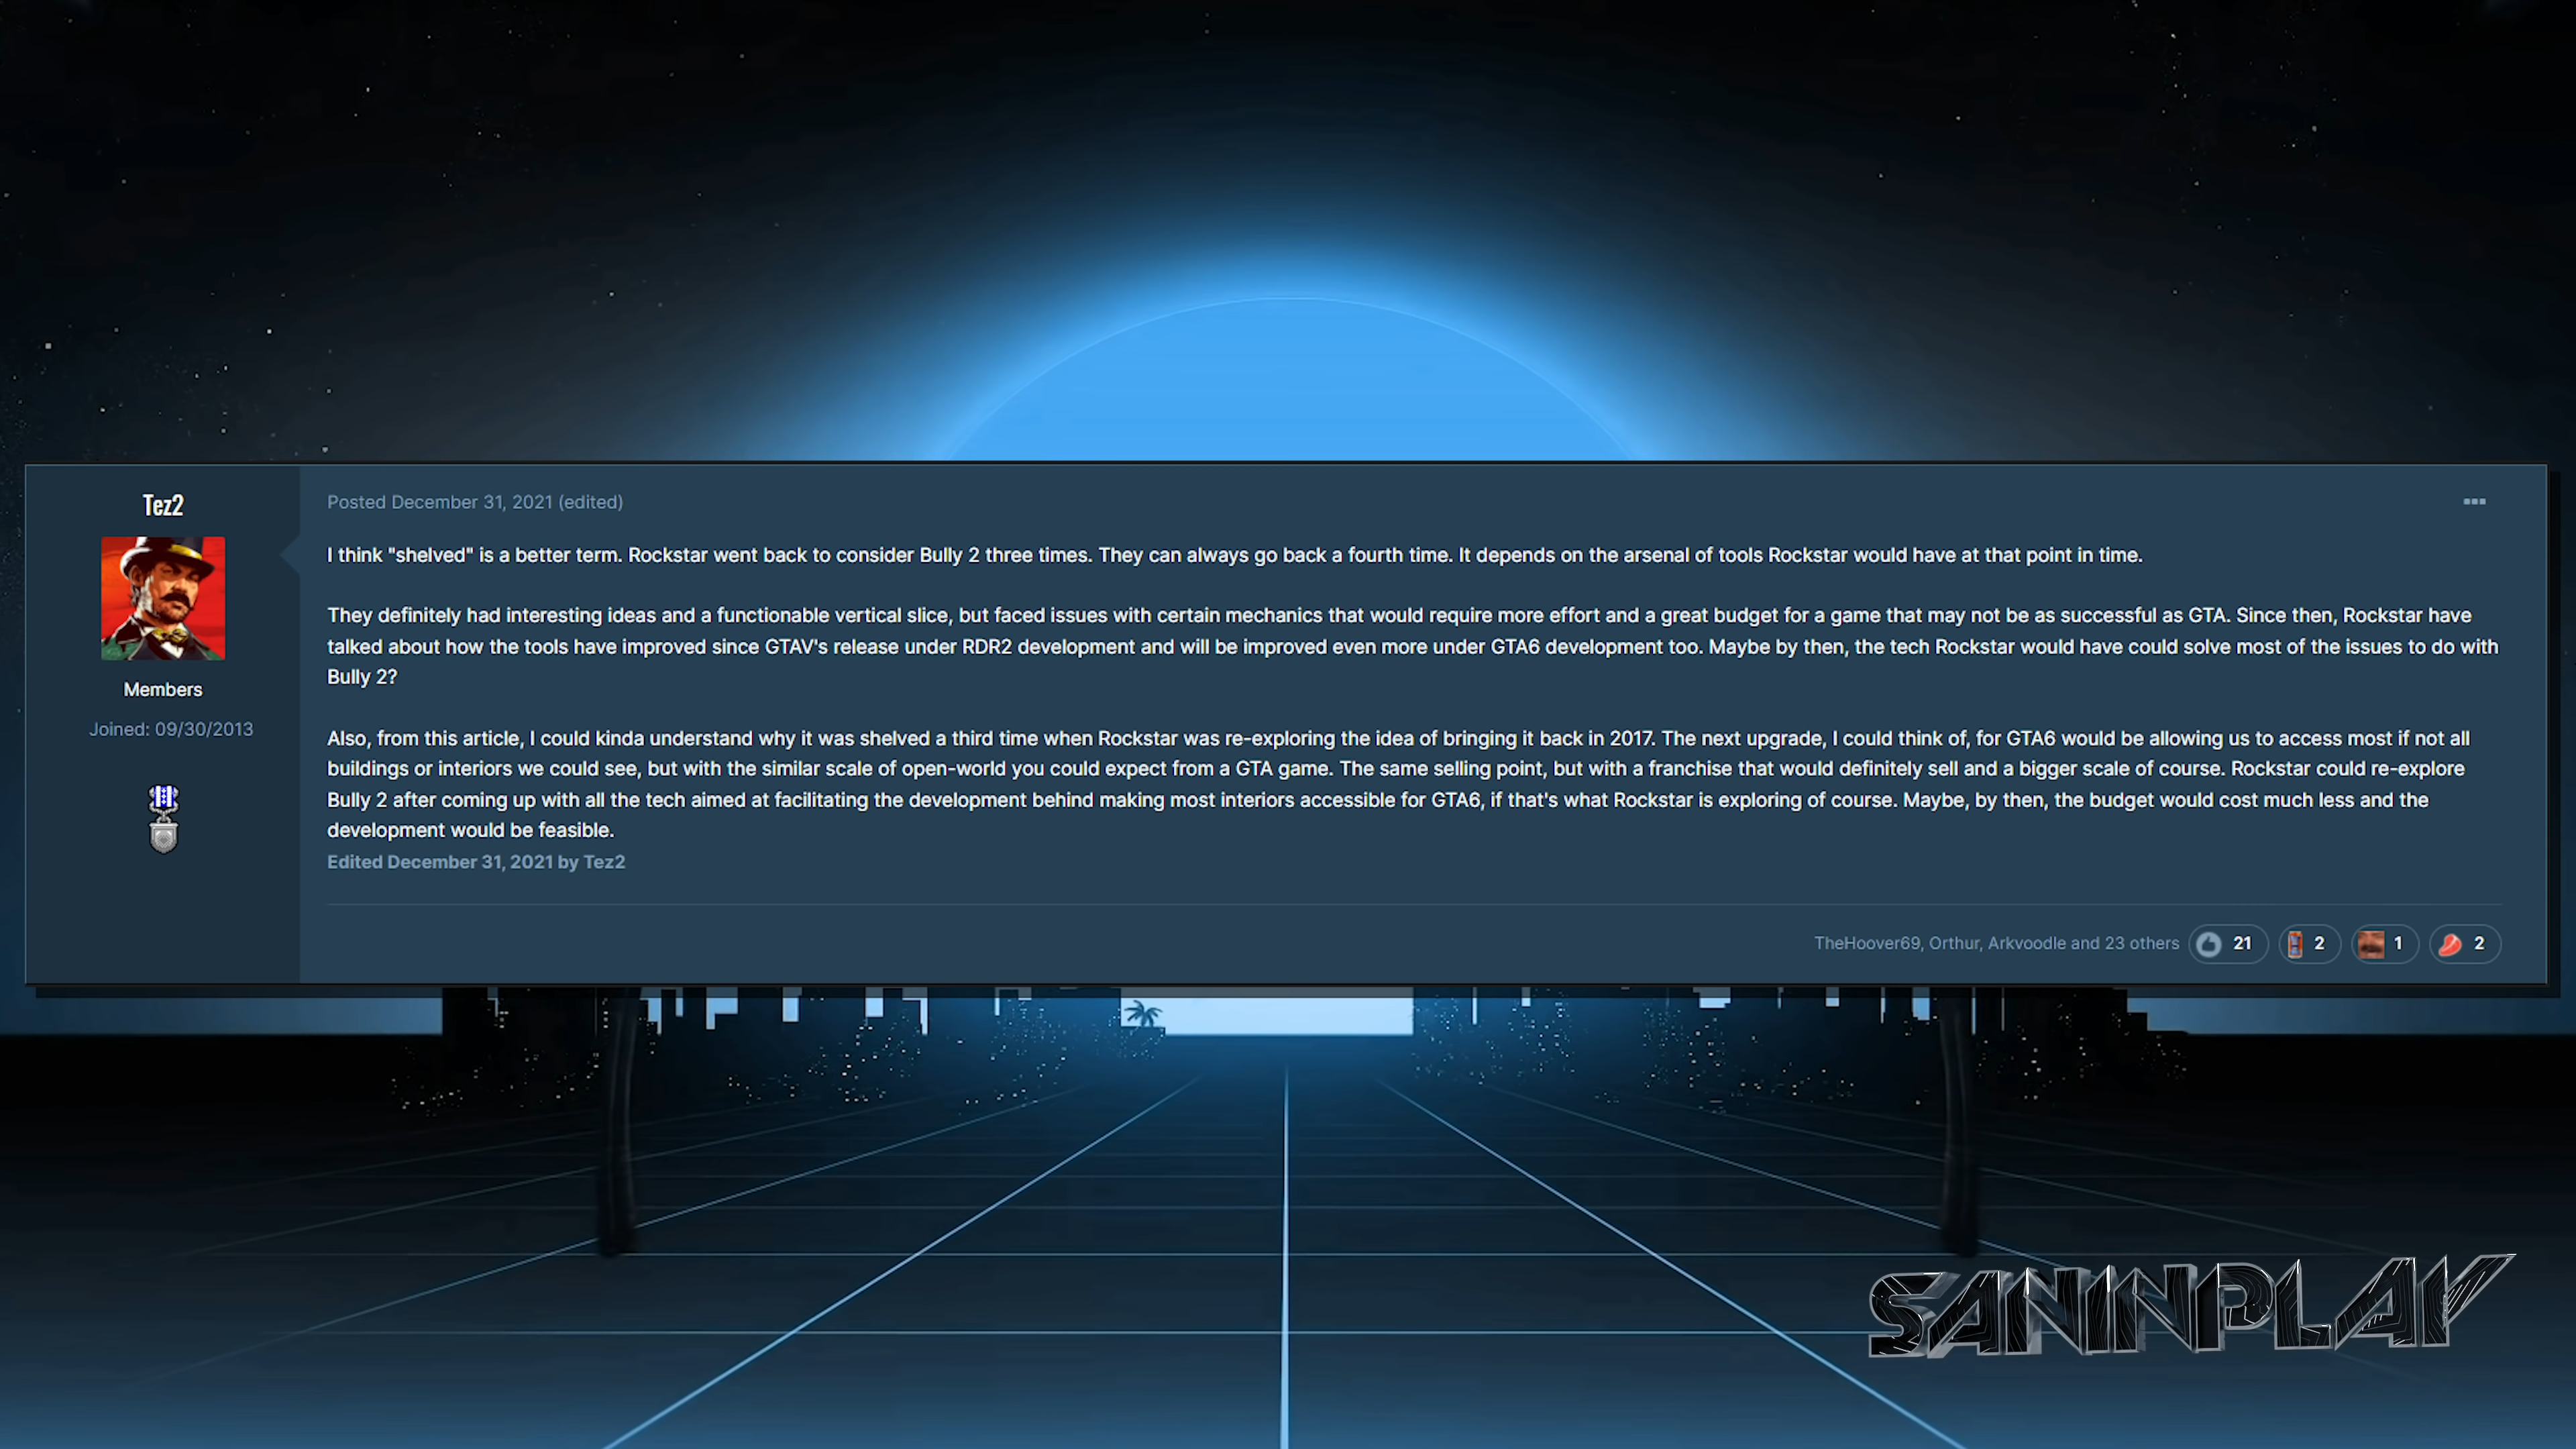 Tez2
Members
Joined: 09/30/2013
Posted December 31, 2021 (edited)
I think "shelved" is a better term. Rockstar went back to consider Bully 2 three times. They can always go back a fourth time. It depends on the arsenal of tools Rockstar would have at that point in time.
They definitely had interesting ideas and a functionable vertical slice, but faced issues with certain mechanics that would require more effort and a great budget for a game that may not be as successful as GTA. Since then, Rockstar have
talked about how the tools have improved since GTAV's release under RDR2 development and will be improved even more under GTA6 development too. Maybe by then, the tech Rockstar would have could solve most of the issues to do with
Bully 2?
Also, from this article, I could kinda understand why it was shelved a third time when Rockstar was re-exploring the idea of bringing it back in 2017. The next upgrade, I could think of, for GTA6 would be allowing us to access most if not all
buildings or interiors we could see, but with the similar scale of open-world you could expect from a GTA game. The same selling point, but with a franchise that would definitely sell and a bigger scale of course. Rockstar could re-explore
Bully 2 after coming up with all the tech aimed at facilitating the development behind making most interiors accessible for GTA6, if that's what Rockstar is exploring of course. Maybe, by then, the budget would cost much less and the
development would be feasible.
Edited December 31, 2021 by Tez2
TheHoover69, Orthur, Arkvoodle and 23 others 21 2 1 2
SANINPLAY